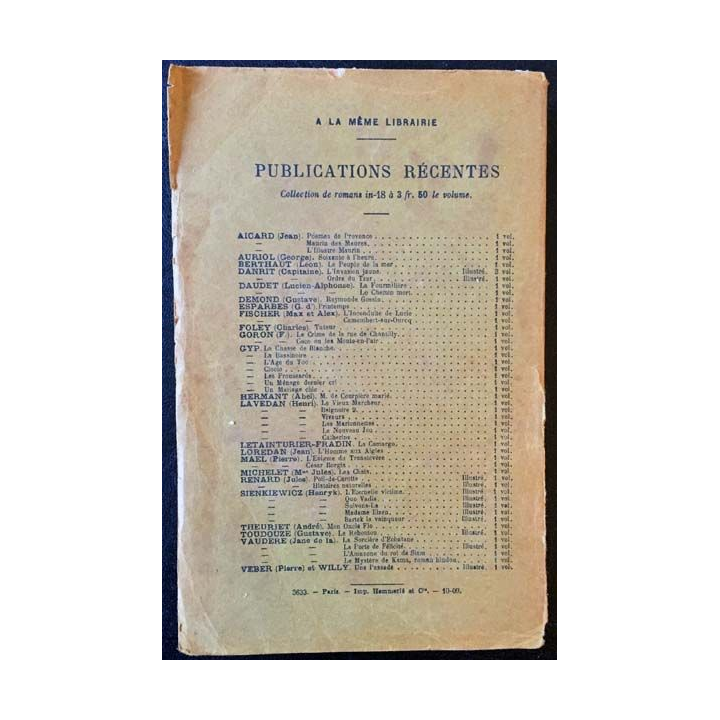 A LA MÊME LIBRAIRIE
PUBLICATIONS RÉCENTES
Collection de romans in-18 à 3 fr. 50 le volume.
AICARD (Jean). Poèmes de Provence . . . 1 vol.
— Maurin des Maures. . . . 1 vol.
— L'Illustre Maurin . . . 1 vol.
AURIOL (George). Soixante à l'heure. . . . 1 vol.
BERTHAUT (Léon). Le Peuple de la mer . . . 1 vol.
DANRIT (Capitaine). L'Invasion jaune. . . . Illustré. 3 vol.
— Ordre du Tzar . . . Illustré. 1 vol.
DAUDET (Lucien-Alphonse). La Fourmilière . . . 1 vol.
— — Le Chemin mort. . . . 1 vol.
DEMOND (Gustave). Raymonde . . . 1 vol.
ESPARBES (G. d'). Printemps . . . 1 vol.
FISCHER (Max et Alex). L'Inconduite de Lucie . . . 1 vol.
— — Camembert-sur-Ourcq . . . 1 vol.
FOLEY (Charles). Tuteur . . . 1 vol.
GORON (F.). Le Crime de la rue de Chantilly. . . . 1 vol.
— — Coco ou les Monte-en-l'air . . . 1 vol.
GYP. La Chasse de Blanche. . . . 1 vol.
— La Bassinoire . . . 1 vol.
— L'Age du Toc . . . 1 vol.
— Cloclo . . . 1 vol.
— Les Froussards . . . 1 vol.
— Un Ménage dernier cri . . . 1 vol.
— Un Mariage chic . . . 1 vol.
HERMANT (Abel). M. de Courpière marié. . . . 1 vol.
LAVEDAN (Henri). Le Vieux Marcheur. . . . 1 vol.
— — Baignoire 9. . . . 1 vol.
— — Viveurs . . . 1 vol.
— — Les Marionnettes . . . 1 vol.
— — Le Nouveau Jeu . . . 1 vol.
— — Catherine . . . 1 vol.
LETAINTURIER-FRADIN. La Camargo. . . . 1 vol.
LOREDAN (Jean). L'Homme aux Aigles . . . 1 vol.
MAEL (Pierre). L'Enigme du Transtévère . . . 1 vol.
— — César Borgia . . . 1 vol.
MICHELET (Mme Jules). Les Chats. . . . 1 vol.
RENARD (Jules). Poil-de-Carotte . . . Illustré. 1 vol.
— — Histoires naturelles . . . Illustré. 1 vol.
SIENKIEWICZ (Henryk). L'Eternelle victime. . . . Illustré. 1 vol.
— — Quo Vadis . . . Illustré. 1 vol.
— — Suivons-Le . . . Illustré. 1 vol.
— — Madame Elzen. . . . Illustré. 1 vol.
— — Bartek le vainqueur . . . Illustré. 1 vol.
THEURIET (André). Mon Oncle Flo . . . 1 vol.
TOUDOUZE (Gustave). Le Reboutou . . . Illustré. 1 vol.
VAUDERE (Jane de la). La Sorcière d'Ecbatane . . . 1 vol.
— — La Porte de Félicité. . . . Illustré. 1 vol.
— — L'Amazone du roi de Siam . . . 1 vol.
— — Le Mystère de Kama, roman hindou. . . . 1 vol.
VEBER (Pierre) et WILLY. Une Passade . . . Illustré. 1 vol.
3633. — Paris. — Imp. Hemmerlé et Cie. — 10-09.